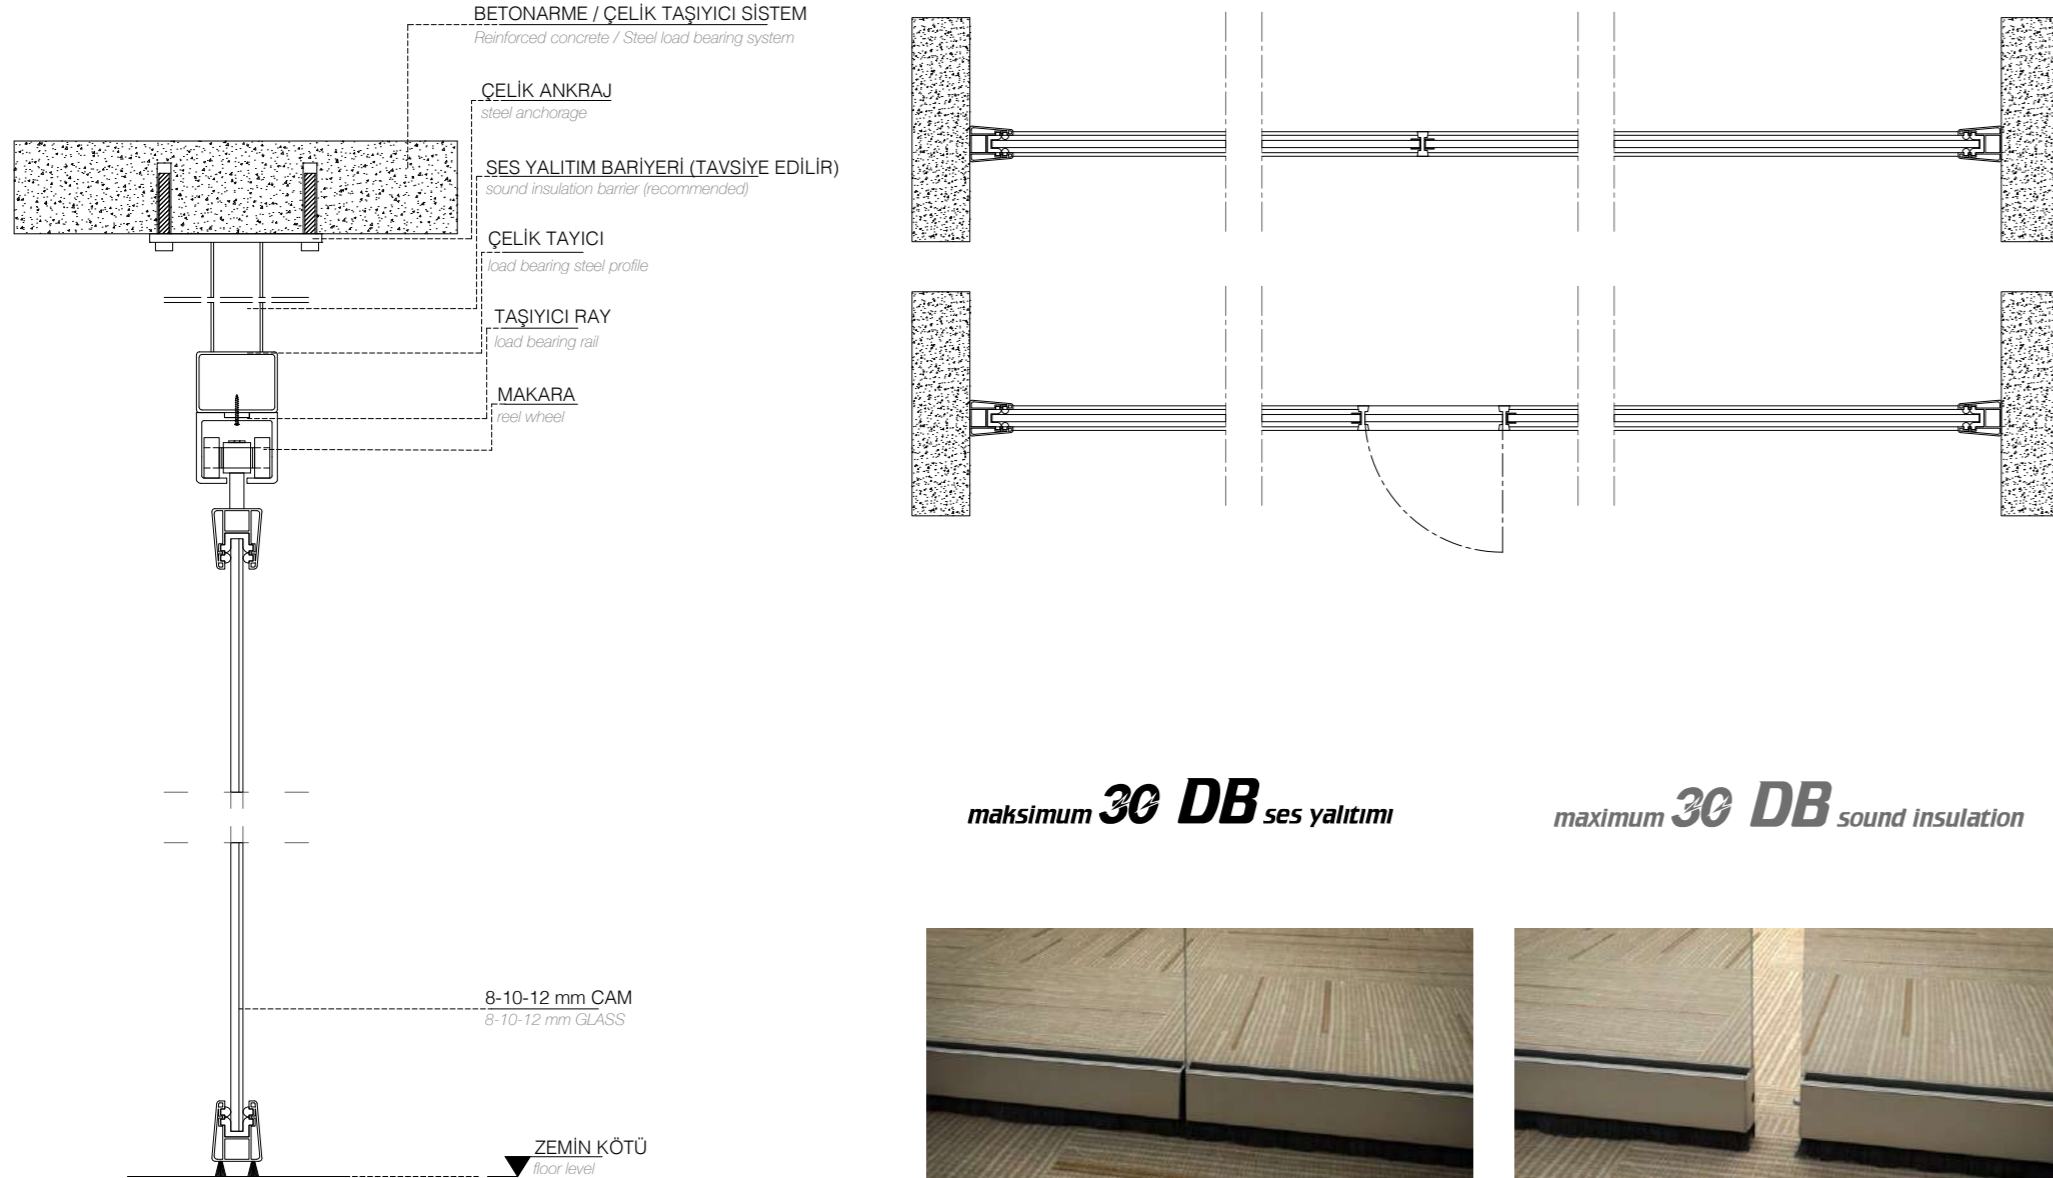 BETONARME / ÇELİK TAŞIYICI SİSTEM
Reinforced concrete / Steel load bearing system
ÇELİK ANKRAJ
steel anchorage
SES YALITIM BARİYERİ (TAVSİYE EDİLİR)
sound insulation barrier (recommended)
ÇELİK TAYICI
load bearing steel profile
TAŞIYICI RAY
load bearing rail
MAKARA
reel wheel
8-10-12 mm CAM
8-10-12 mm GLASS
ZEMİN KÖTÜ
floor level
maksimum 30 DB ses yalıtımı
maximum 30 DB sound insulation